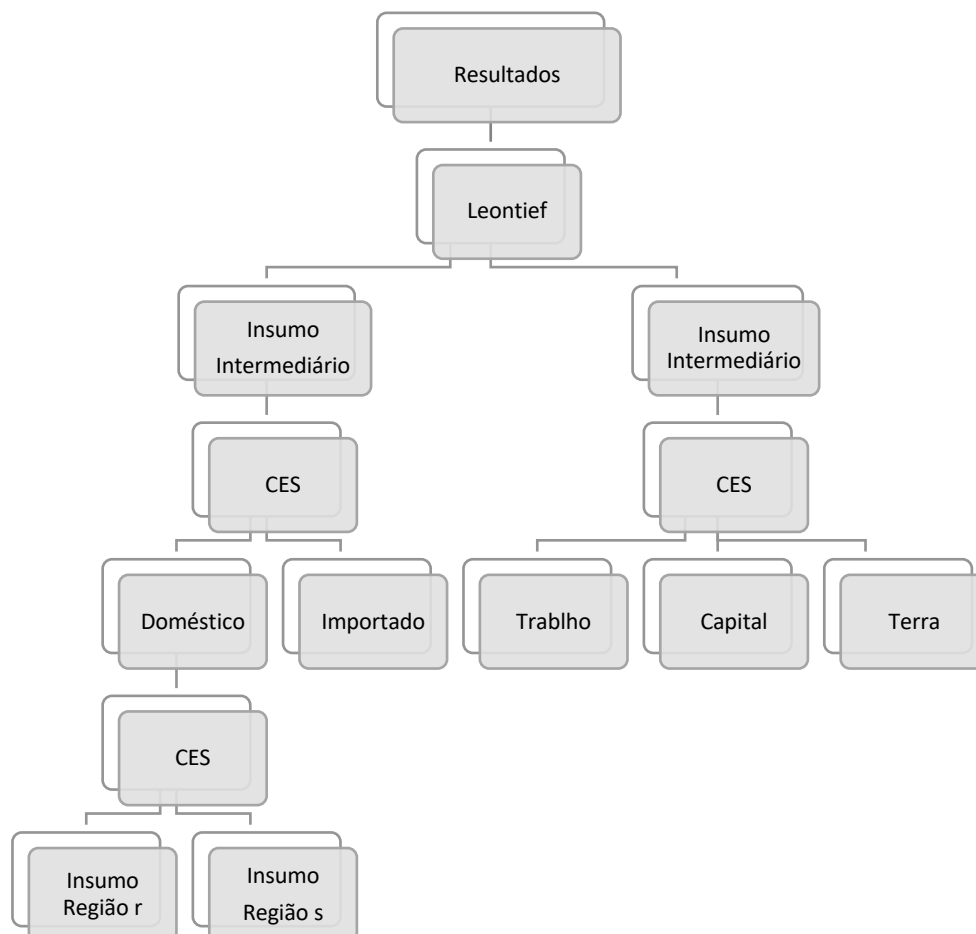 Resultados
Leontief
Insumo
Intermediário
Insumo
Intermediário
CES
CES
Doméstico
Importado
Trablho
Capital
Terra
CES
Insumo
Região r
Insumo
Região s